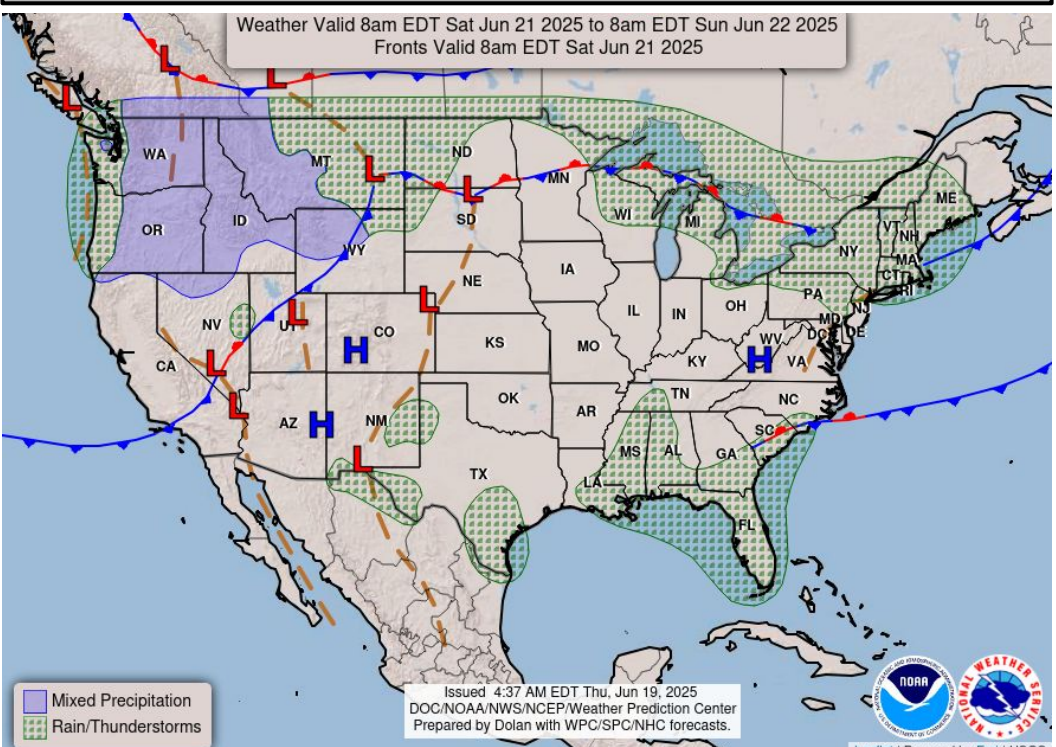 Weather Valid 8am EDT Sat Jun 21 2025 to 8am EDT Sun Jun 22 2025
Fronts Valid 8am EDT Sat Jun 21 2025
L
L
L
WA
MT
ND
MN
ME
L
L
OR
ID
WY
SD
WI
MI
NY
VT
NH
MA
CT
RI
NE
IA
PA
NJ
L
L
NV
UT
CO
H
IL
IN
OH
MD
DE
DC
WV
H
VA
KS
MO
KY
L
CA
L
AZ
H
NM
OK
AR
TN
NC
SC
L
TX
LA
MS
AL
GA
FL
Mixed Precipitation
Rain/Thunderstorms
Issued 4:37 AM EDT Thu, Jun 19, 2025
DOC/NOAA/NWS/NCEP/Weather Prediction Center
Prepared by Dolan with WPC/SPC/NHC forecasts.
NOAA
NATIONAL WEATHER SERVICE